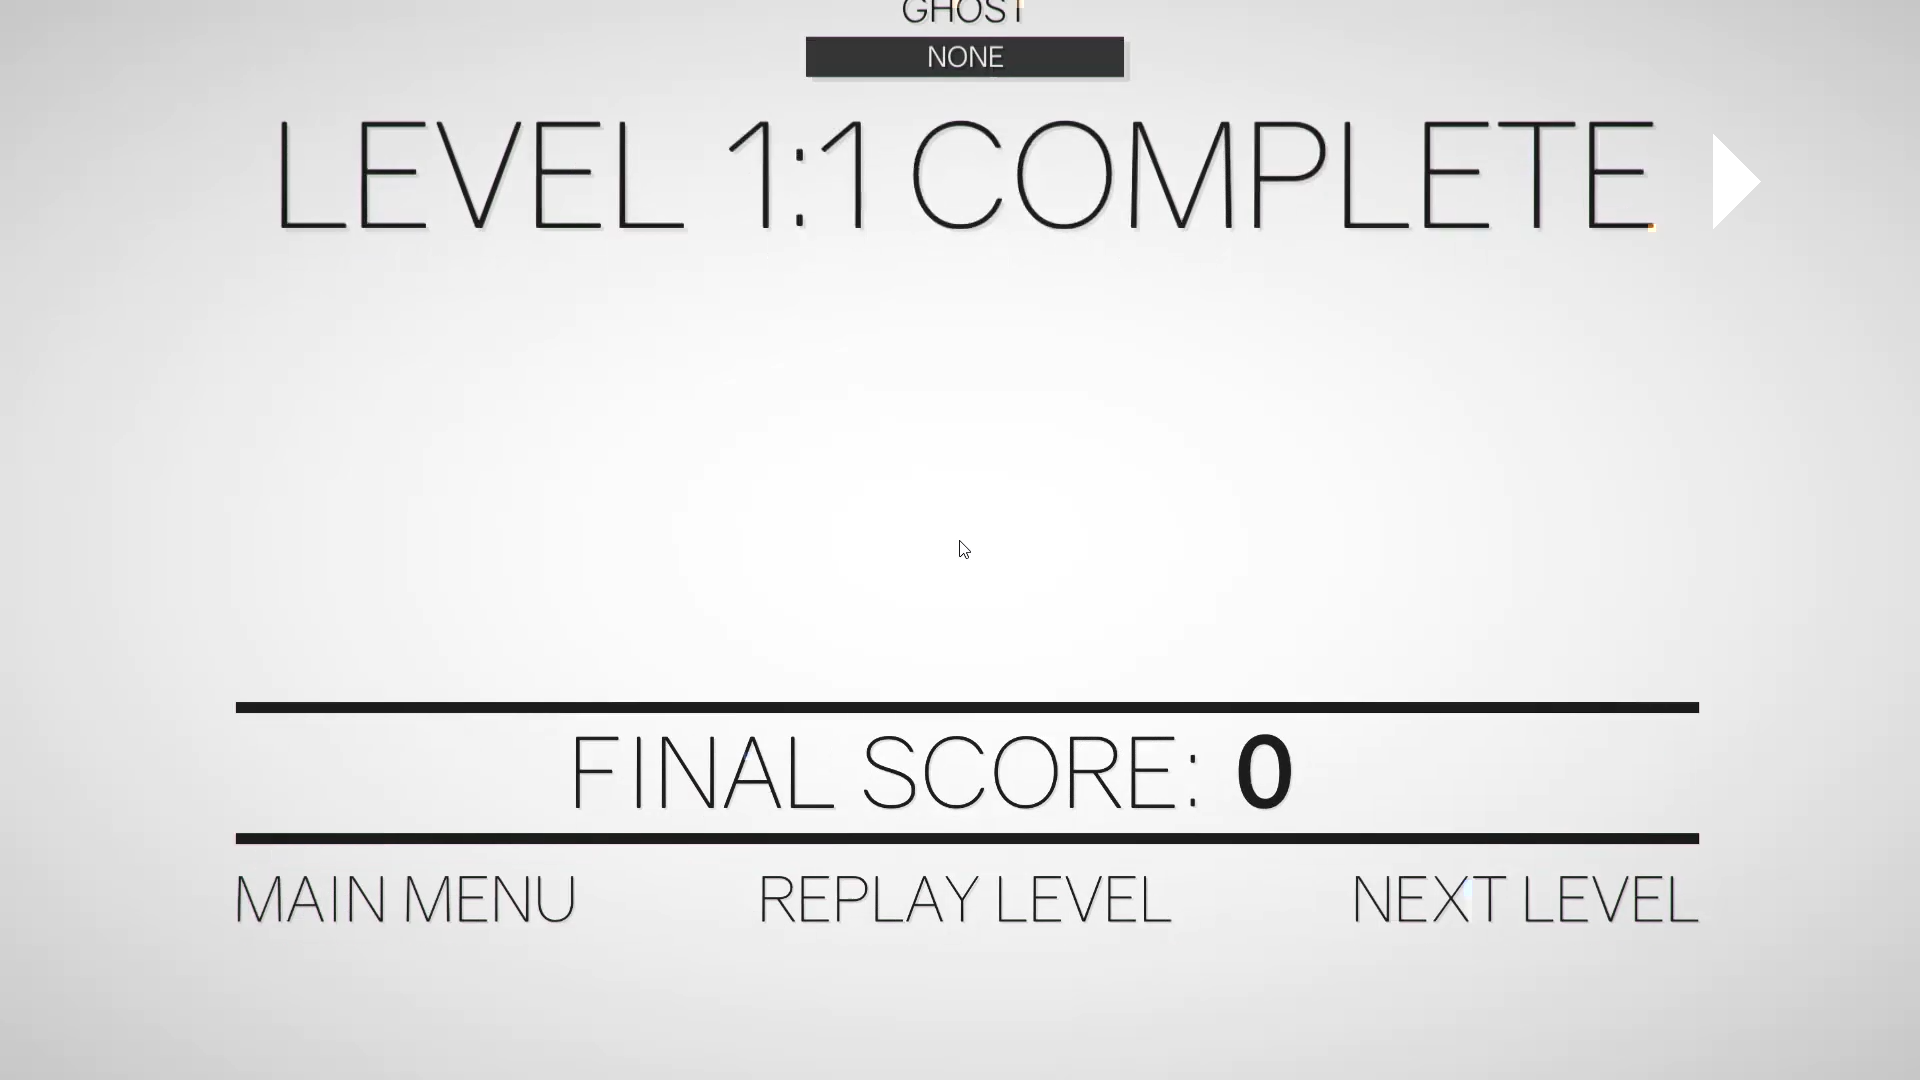 GHOST
NONE
LEVEL 1:1 COMPLETE
FINAL SCORE: 0
MAIN MENU REPLAY LEVEL NEXT LEVEL